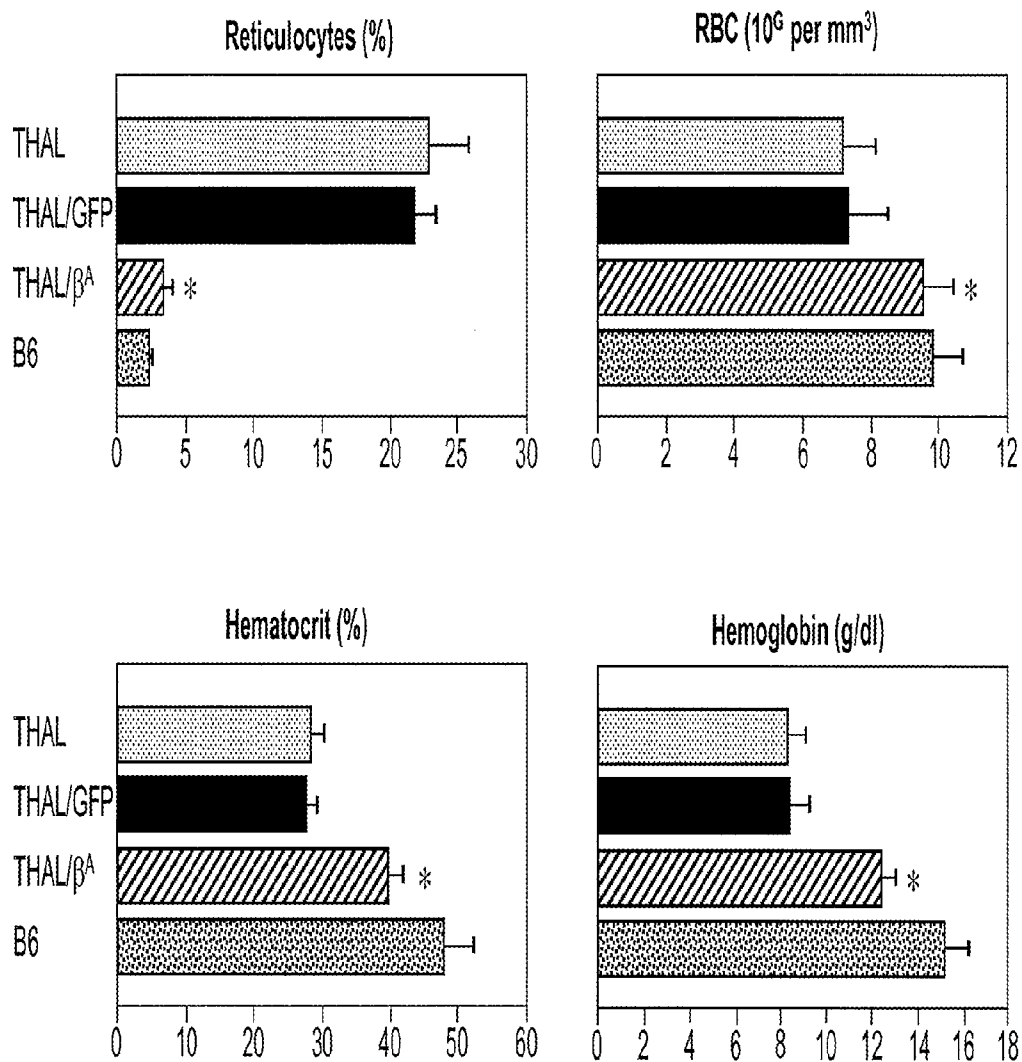 Reticulocytes (%)
RBC (10ᴳ per mm³)
THAL
THAL/GFP
THAL/βᴬ
*
*
B6
0 5 10 15 20 25 30
0 2 4 6 8 10 12
Hematocrit (%)
Hemoglobin (g/dl)
THAL
THAL/GFP
THAL/βᴬ
*
*
B6
0 10 20 30 40 50 60
0 2 4 6 8 10 12 14 16 18